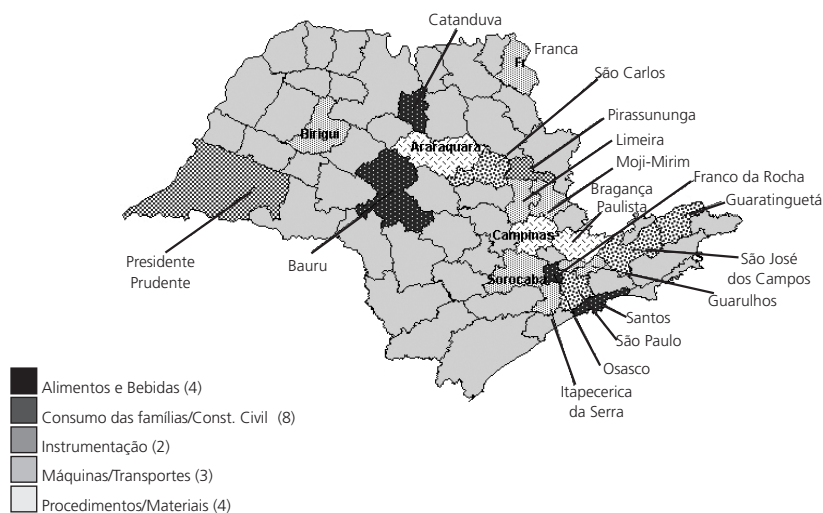 Catanduva
Franca
Fr
São Carlos
Pirassununga
Birigui
Araraquara
Limeira
Moji-Mirim
Franco da Rocha
Bragança
Paulista
Guaratinguetá
Campinas
Presidente
Prudente
Bauru
São José
dos Campos
S
Sorocaba
Guarulhos
Santos
São Paulo
Osasco
Itapecerica
da Serra
Alimentos e Bebidas (4)
Consumo das famílias/Const. Civil (8)
Instrumentação (2)
Máquinas/Transportes (3)
Procedimentos/Materiais (4)